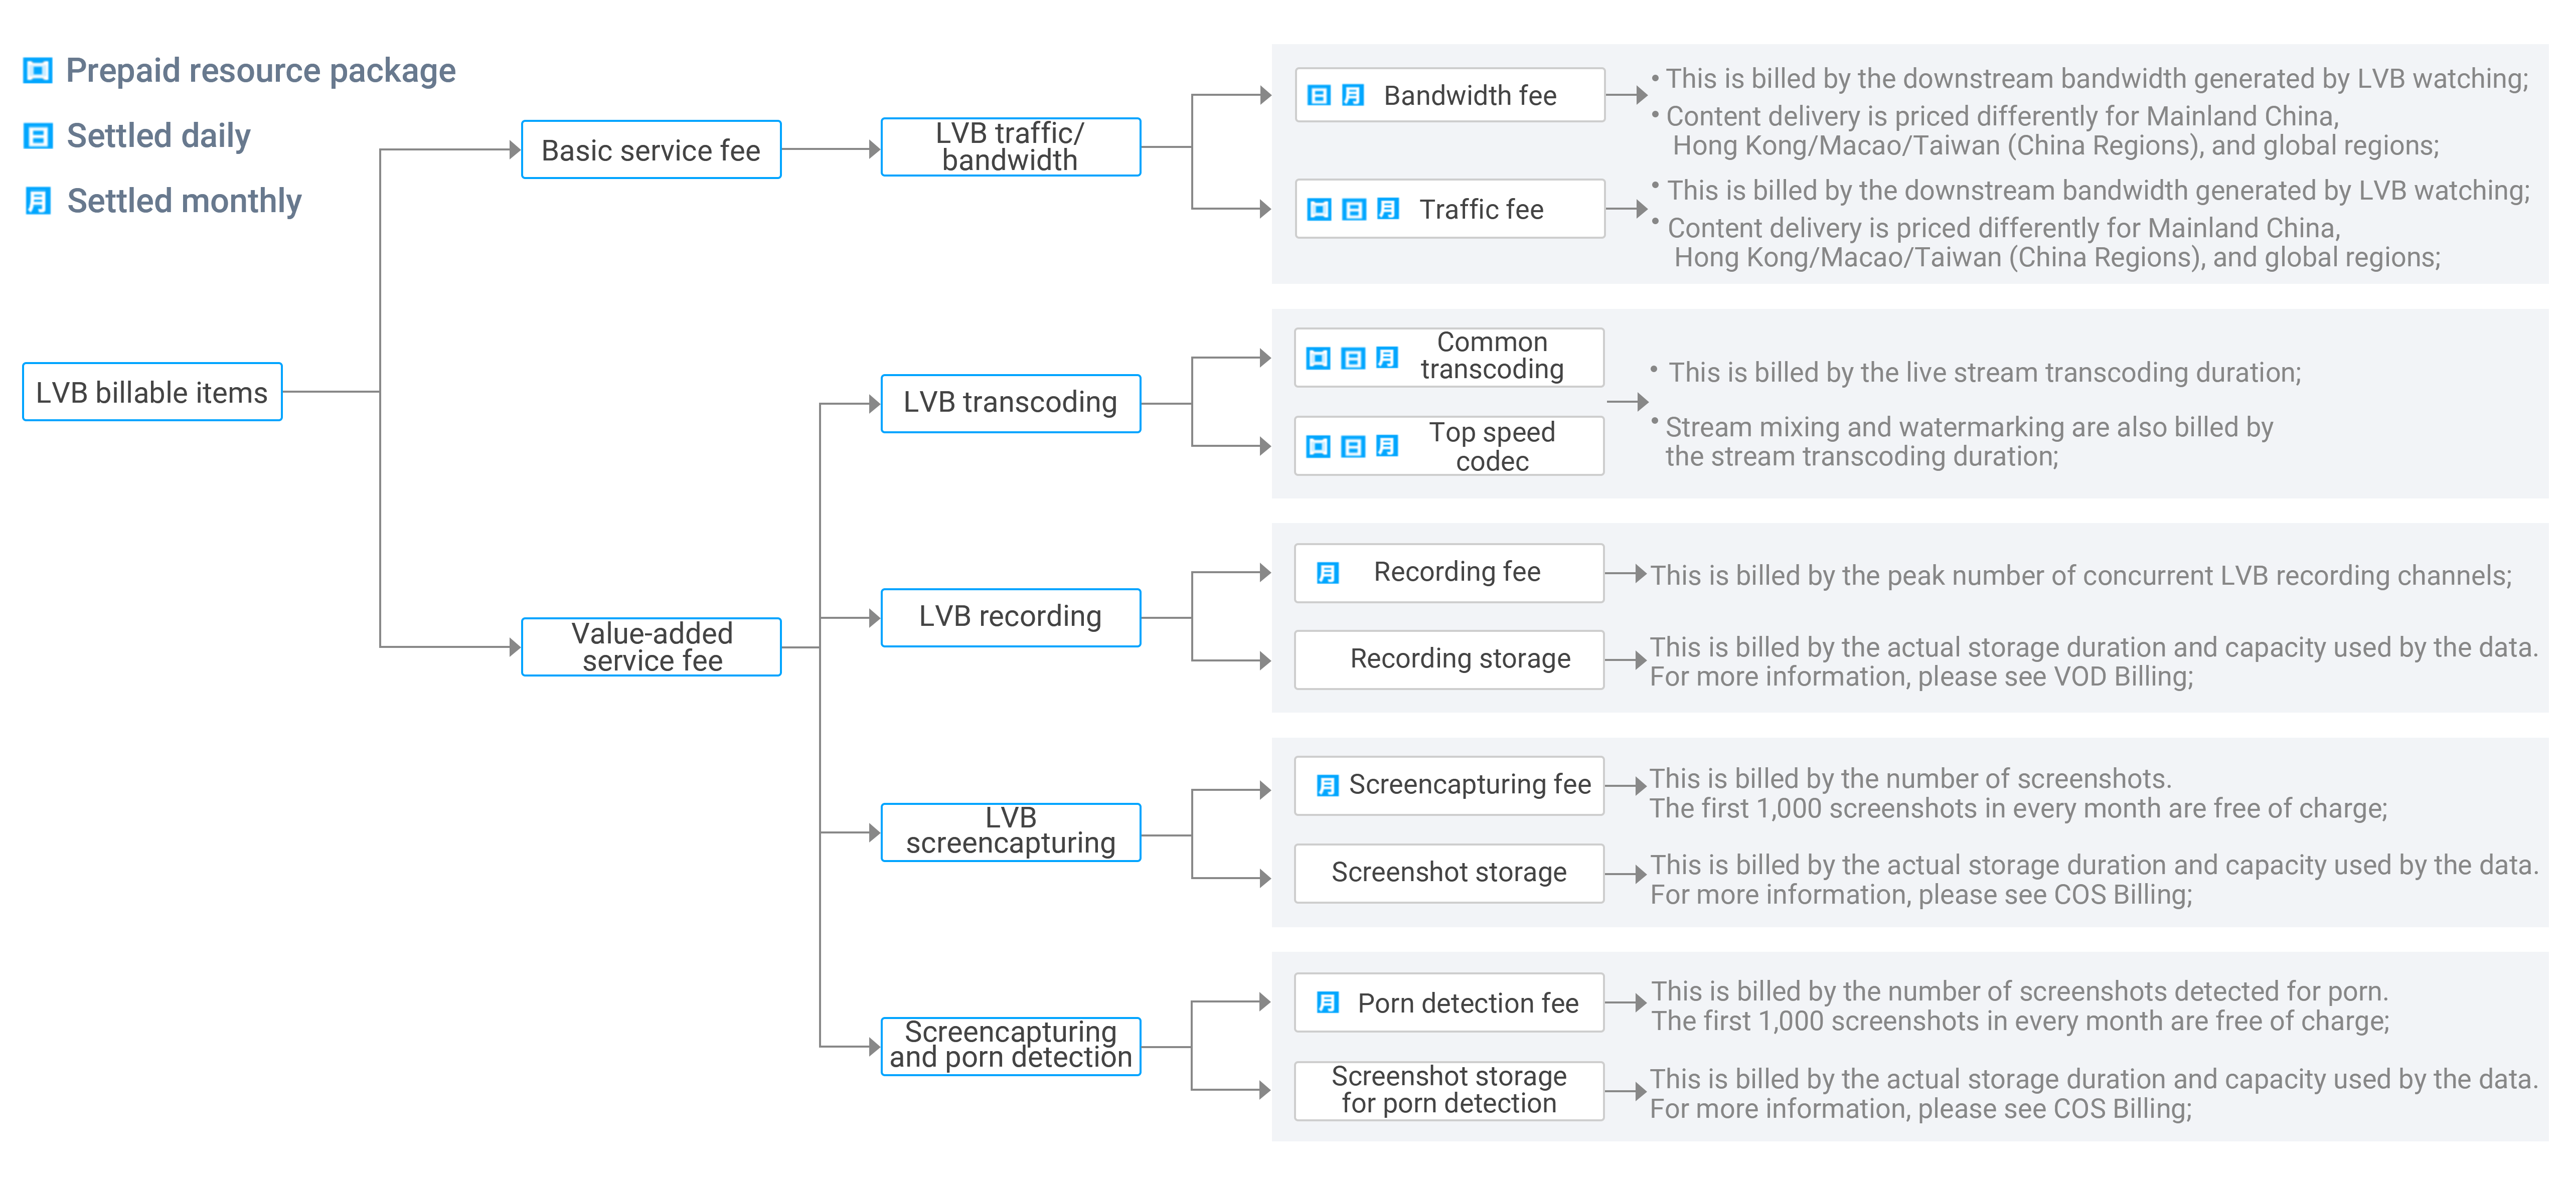 Prepaid resource package
日 Settled daily
月 Settled monthly
LVB billable items
Basic service fee
Value-added
service fee
LVB traffic/
bandwidth
LVB transcoding
LVB recording
LVB
screencapturing
Screencapturing
and porn detection
日 月 Bandwidth fee
• This is billed by the downstream bandwidth generated by LVB watching;
• Content delivery is priced differently for Mainland China,
Hong Kong/Macao/Taiwan (China Regions), and global regions;
日 月 Traffic fee
• This is billed by the downstream bandwidth generated by LVB watching;
• Content delivery is priced differently for Mainland China,
Hong Kong/Macao/Taiwan (China Regions), and global regions;
日 月 Common
transcoding
日 月 Top speed
codec
• This is billed by the live stream transcoding duration;
• Stream mixing and watermarking are also billed by
the stream transcoding duration;
月 Recording fee
This is billed by the peak number of concurrent LVB recording channels;
Recording storage
This is billed by the actual storage duration and capacity used by the data.
For more information, please see VOD Billing;
月 Screencapturing fee
This is billed by the number of screenshots.
The first 1,000 screenshots in every month are free of charge;
Screenshot storage
This is billed by the actual storage duration and capacity used by the data.
For more information, please see COS Billing;
月 Porn detection fee
This is billed by the number of screenshots detected for porn.
The first 1,000 screenshots in every month are free of charge;
Screenshot storage
for porn detection
This is billed by the actual storage duration and capacity used by the data.
For more information, please see COS Billing;